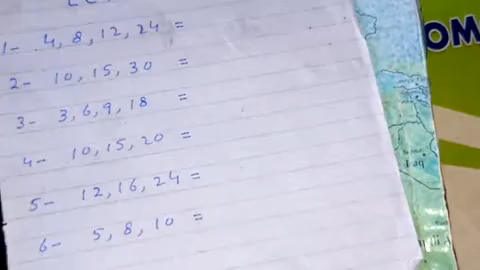 1- 4, 8, 12, 24 =
2- 10, 15, 30 =
3- 3, 6, 9, 18 =
4- 10, 15, 20 =
5- 12, 16, 24 =
6- 5, 8, 10 =
OM